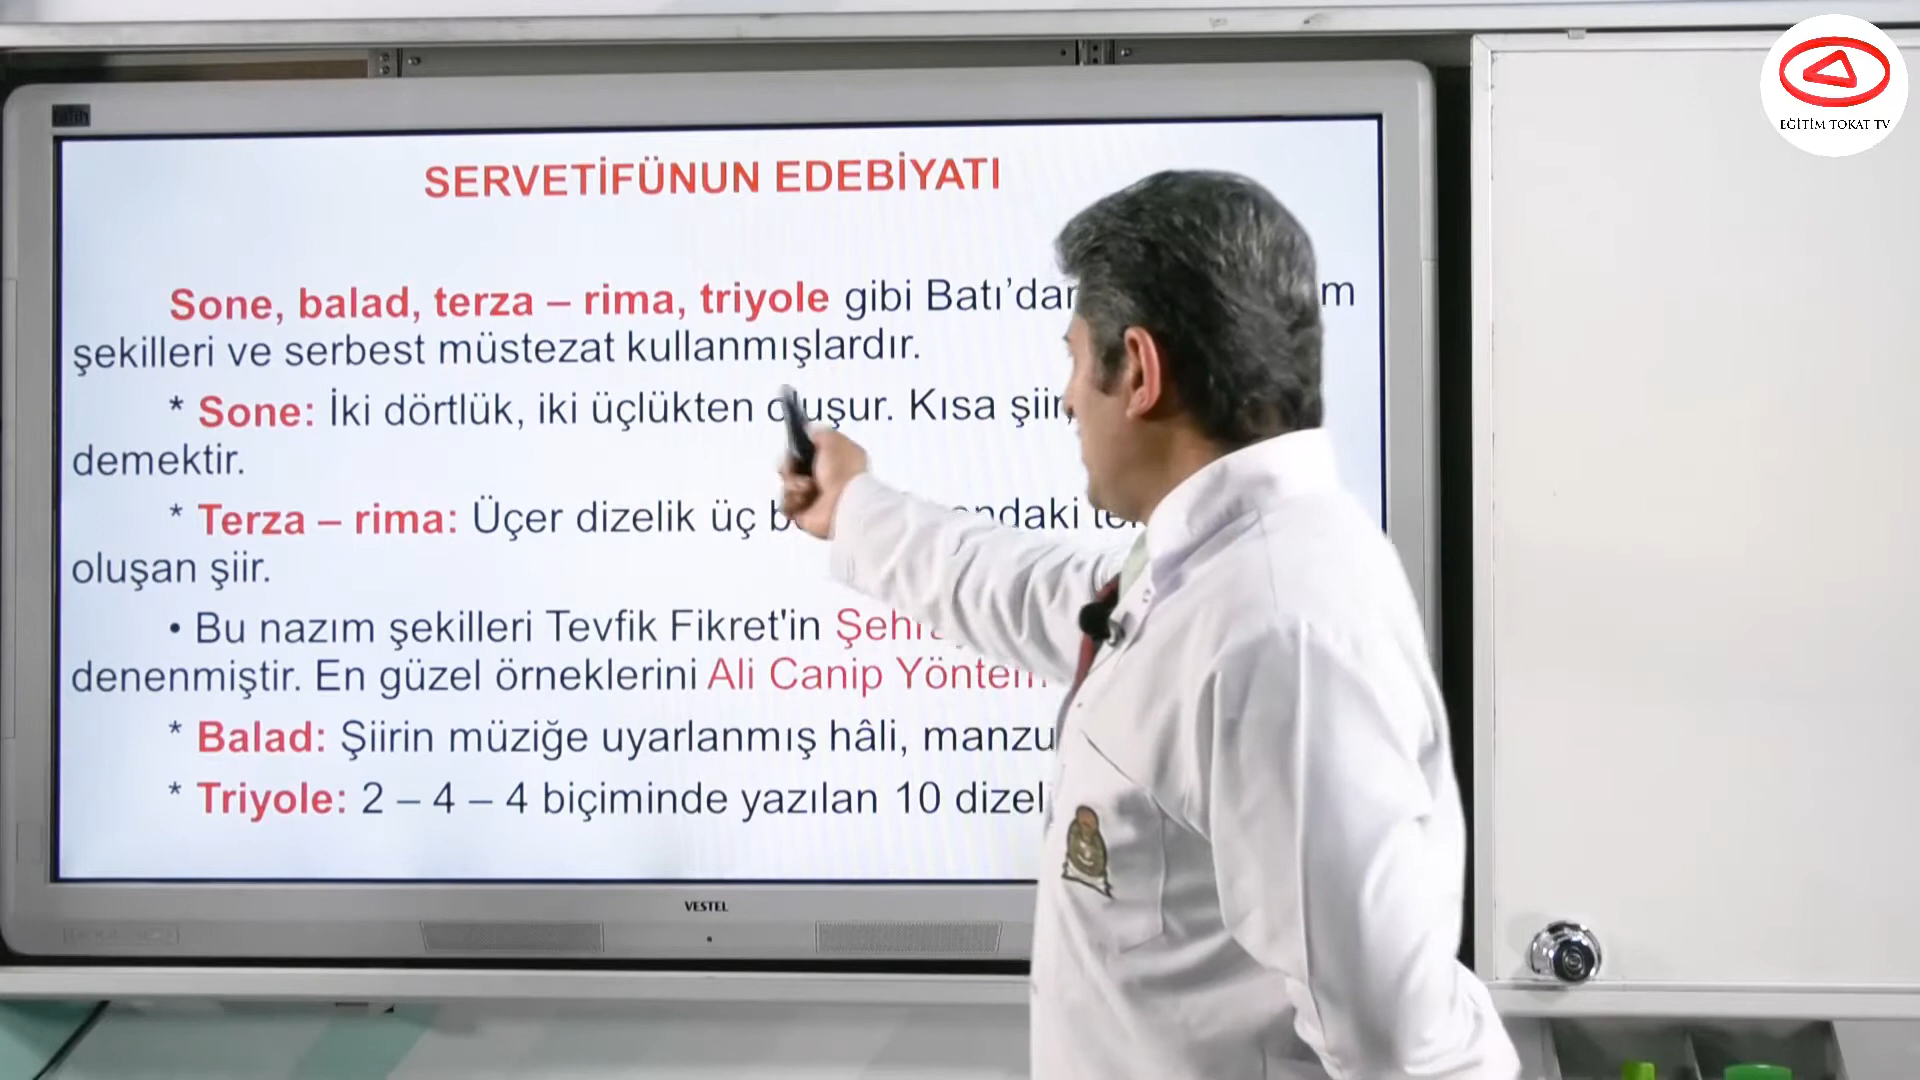 EĞİTİM TOKAT TV
SERVETİFÜNUN EDEBİYATI
Sone, balad, terza – rima, triyole gibi Batı’dan
şekilleri ve serbest müstezat kullanmışlardır.
* Sone: İki dörtlük, iki üçlükten oluşur. Kısa şiir,
demektir.
* Terza – rima: Üçer dizelik üç
oluşan şiir.
• Bu nazım şekilleri Tevfik Fikret'in
denenmiştir. En güzel örneklerini Ali Canip Yöntem
* Balad: Şiirin müziğe uyarlanmış hâli,
* Triyole: 2 – 4 – 4 biçiminde yazılan 10
VESTEL